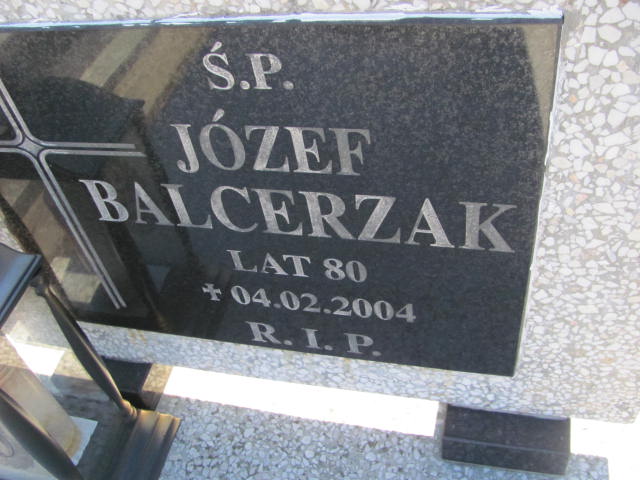 Ś.P.
JÓZEF
BALCERZAK
LAT 80
✝ 04.02.2004
R.I.P.